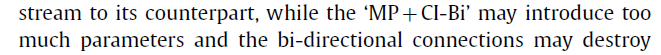 stream to its counterpart, while the ‘MP+CI-Bi’ may introduce too
much parameters and the bi-directional connections may destroy